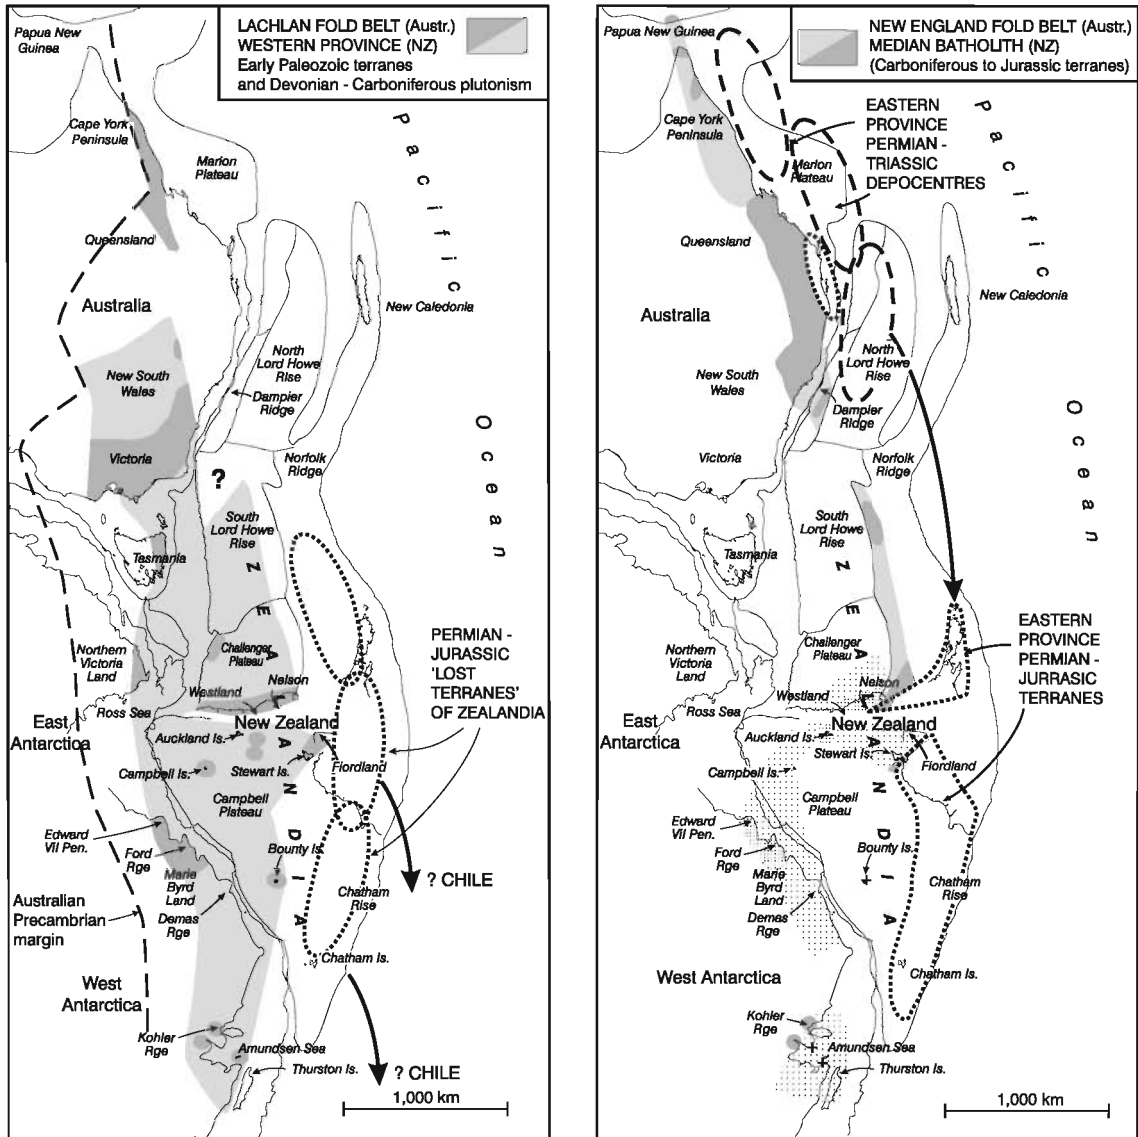 LACHLAN FOLD BELT (Austr.)
WESTERN PROVINCE (NZ)
Early Paleozoic terranes
and Devonian - Carboniferous plutonism
Papua New
Guinea
Cape York
Peninsula
Marion
Plateau
Pacific
Queensland
Australia
New Caledonia
North
Lord Howe
Rise
New South
Wales
Dampier
Ridge
Ocean
Victoria
?
Norfolk
Ridge
South
Lord Howe
Rise
Tasmania
ZEALANDIA
Northern
Victoria
Land
Challenger
Plateau
Nelson
Westland
PERMIAN -
JURASSIC
'LOST
TERRANES'
OF ZEALANDIA
Ross Sea
East
Antarctica
New Zealand
Auckland Is.
Stewart Is.
Fiordland
Campbell Is.
Campbell
Plateau
Edward
VII Pen.
Ford
Rge
Bounty Is.
Marie
Byrd
Land
? CHILE
Chatham
Rise
Demas
Rge
Australian
Precambrian
margin
Chatham Is.
West
Antarctica
Kohler
Rge
Amundsen Sea
Thurston Is.
? CHILE
1,000 km
NEW ENGLAND FOLD BELT (Austr.)
MEDIAN BATHOLITH (NZ)
(Carboniferous to Jurassic terranes)
Papua New Guinea
Cape York
Peninsula
EASTERN
PROVINCE
PERMIAN -
TRIASSIC
DEPOCENTRES
Marion
Plateau
Pacific
Queensland
Australia
New Caledonia
North
Lord Howe
Rise
New South
Wales
Dampier
Ridge
Ocean
Victoria
Norfolk
Ridge
South
Lord Howe
Rise
Tasmania
ZEALANDIA
Northern
Victoria
Land
Challenger
Plateau
Nelson
Westland
EASTERN
PROVINCE
PERMIAN -
JURRASIC
TERRANES
Ross Sea
East
Antarctica
New Zealand
Auckland Is.
Stewart Is.
Fiordland
Campbell Is.
Campbell
Plateau
Edward
VII Pen.
Ford
Rge
Bounty Is.
Marie
Byrd
Land
Chatham
Rise
Demas
Rge
West Antarctica
Chatham Is.
Kohler
Rge
Amundsen Sea
Thurston Is.
1,000 km